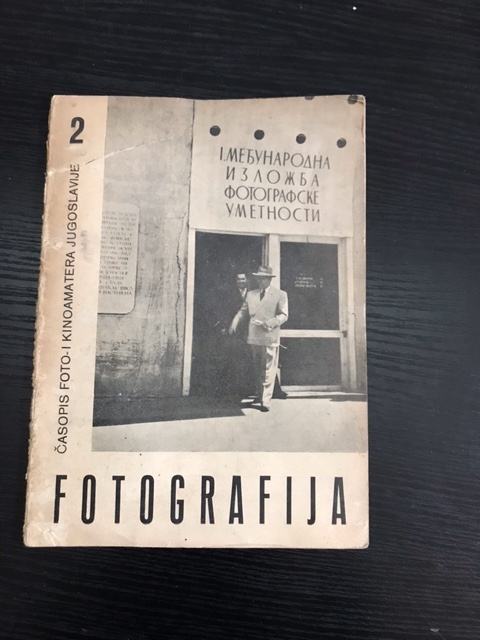 2
ČASOPIS FOTO-I KINOAMATERA JUGOSLAVIJE
I. МЕЂУНАРОДНА
ИЗЛОЖБА
ФОТОГРАФСКЕ
УМЕТНОСТИ
FOTOGRAFIJA